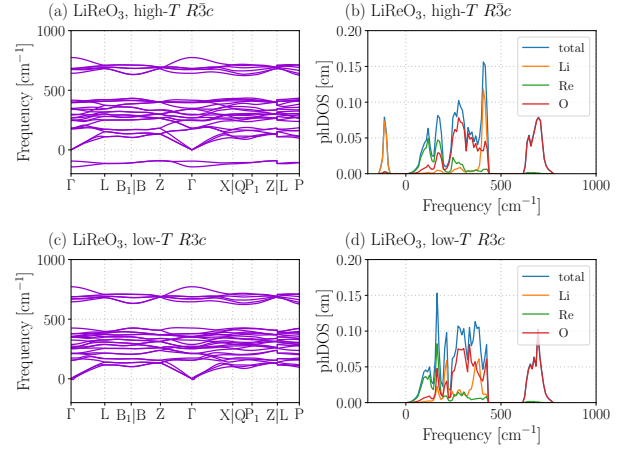 (a) LiReO₃, high-T R3̄c
Frequency [cm⁻¹]
1000
500
0
Γ L B₁|B Z Γ X|Q P₁ Z|L P
(b) LiReO₃, high-T R3̄c
phDOS [cm]
0.20
0.15
0.10
0.05
0.00
total
Li
Re
O
0 500 1000
Frequency [cm⁻¹]
(c) LiReO₃, low-T R3c
Frequency [cm⁻¹]
1000
500
0
Γ L B₁|B Z Γ X|Q P₁ Z|L P
(d) LiReO₃, low-T R3c
phDOS [cm]
0.20
0.15
0.10
0.05
0.00
total
Li
Re
O
0 500 1000
Frequency [cm⁻¹]